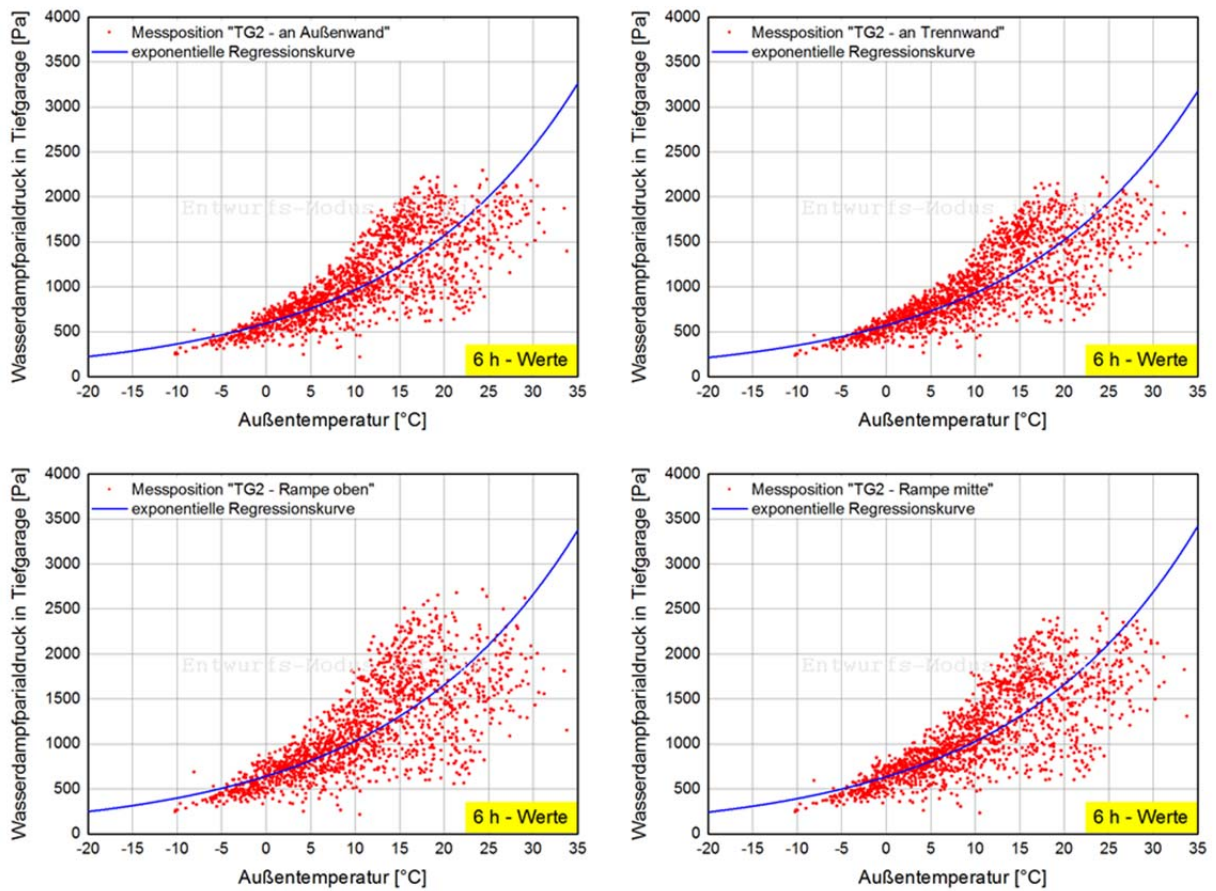 Wasserdampfparialdruck in Tiefgarage [Pa]
4000
3500
3000
2500
2000
1500
1000
500
0
Messposition "TG2 - an Außenwand"
exponentielle Regressionskurve
Entwurfs-Modus
6 h - Werte
-20 -15 -10 -5 0 5 10 15 20 25 30 35
Außentemperatur [°C]
Wasserdampfparialdruck in Tiefgarage [Pa]
4000
3500
3000
2500
2000
1500
1000
500
0
Messposition "TG2 - an Trennwand"
exponentielle Regressionskurve
Entwurfs-Modus
6 h - Werte
-20 -15 -10 -5 0 5 10 15 20 25 30 35
Außentemperatur [°C]
Wasserdampfparialdruck in Tiefgarage [Pa]
4000
3500
3000
2500
2000
1500
1000
500
0
Messposition "TG2 - Rampe oben"
exponentielle Regressionskurve
Entwurfs-Modus
6 h - Werte
-20 -15 -10 -5 0 5 10 15 20 25 30 35
Außentemperatur [°C]
Wasserdampfparialdruck in Tiefgarage [Pa]
4000
3500
3000
2500
2000
1500
1000
500
0
Messposition "TG2 - Rampe mitte"
exponentielle Regressionskurve
Entwurfs-Modus
6 h - Werte
-20 -15 -10 -5 0 5 10 15 20 25 30 35
Außentemperatur [°C]